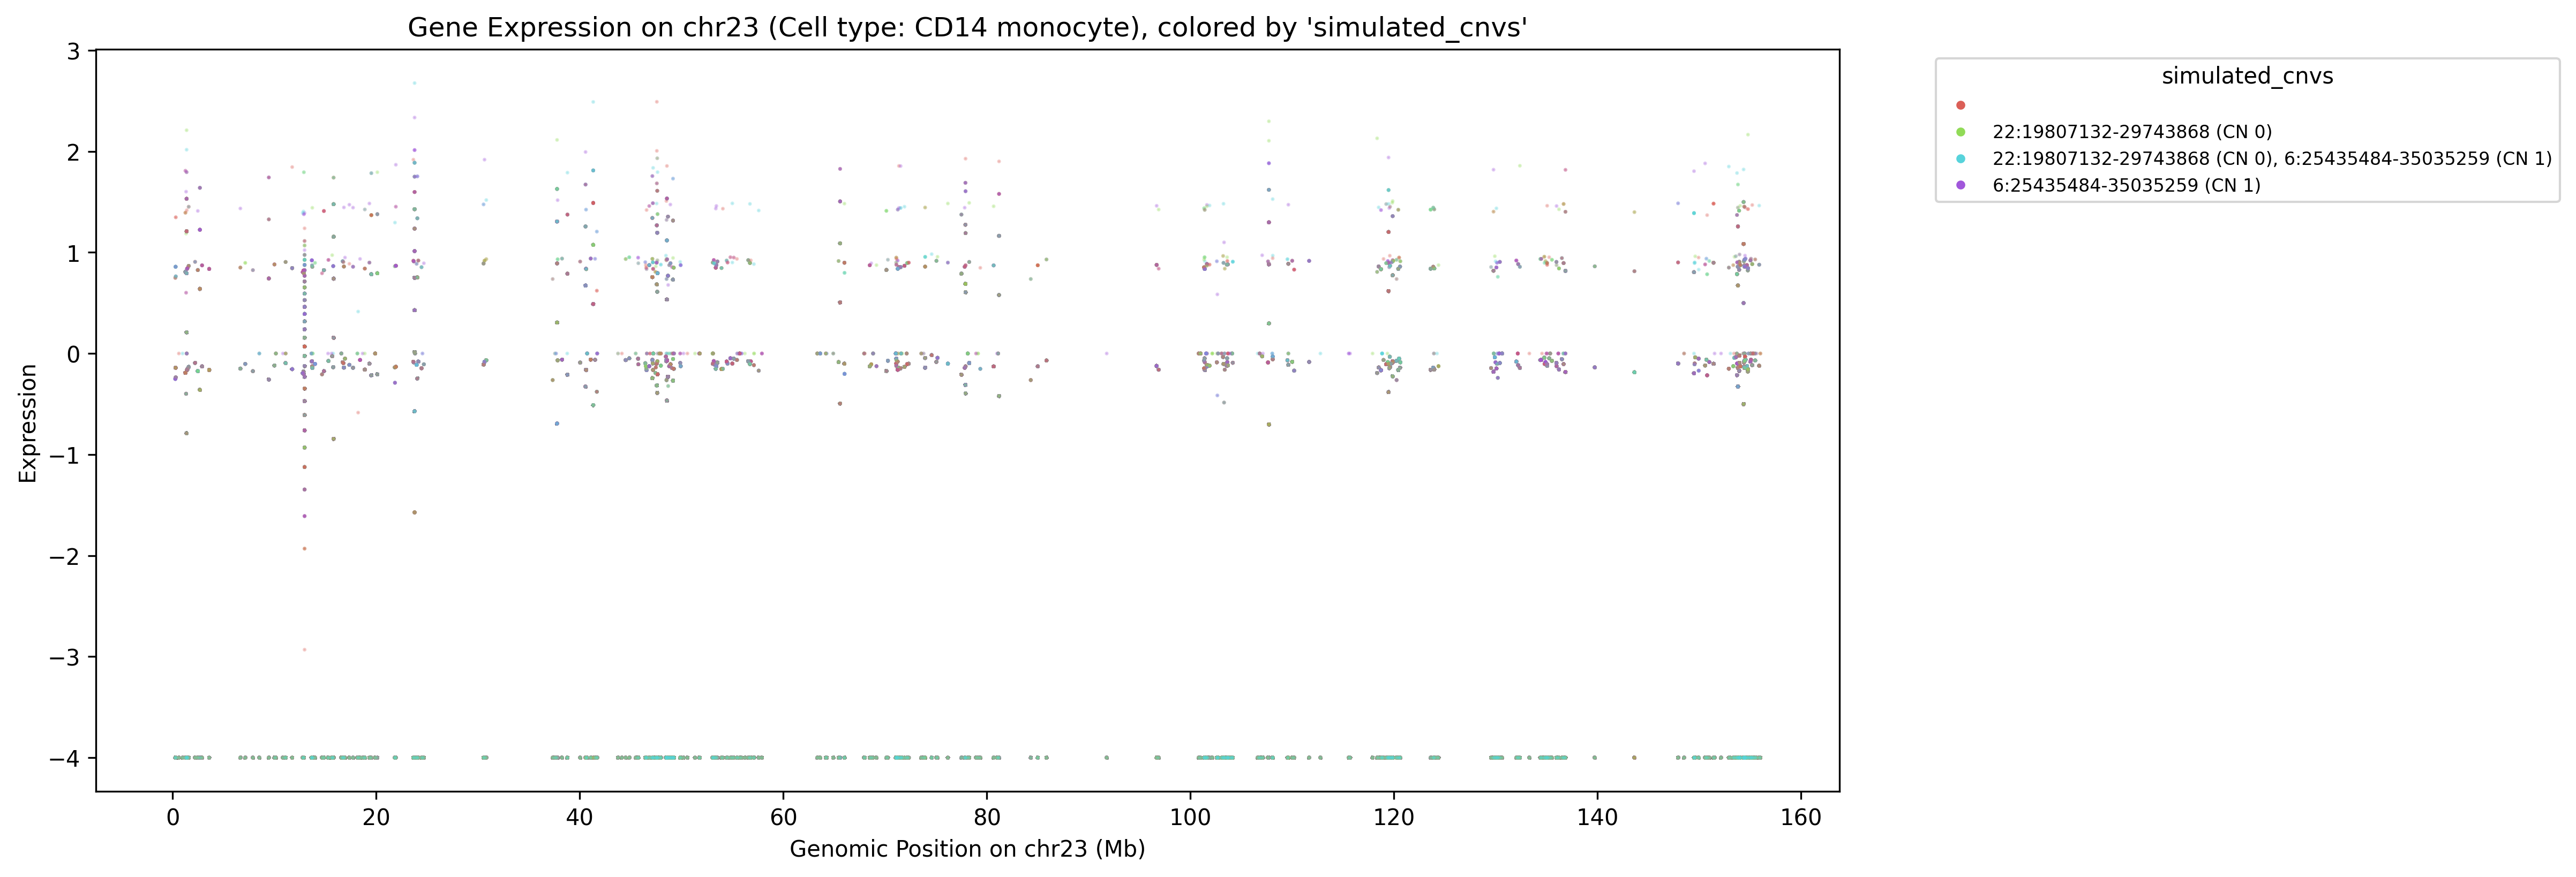 Gene Expression on chr23 (Cell type: CD14 monocyte), colored by 'simulated_cnvs'
simulated_cnvs
22:19807132-29743868 (CN 0)
22:19807132-29743868 (CN 0), 6:25435484-35035259 (CN 1)
6:25435484-35035259 (CN 1)
Expression
3
2
1
0
−1
−2
−3
−4
0 20 40 60 80 100 120 140 160
Genomic Position on chr23 (Mb)